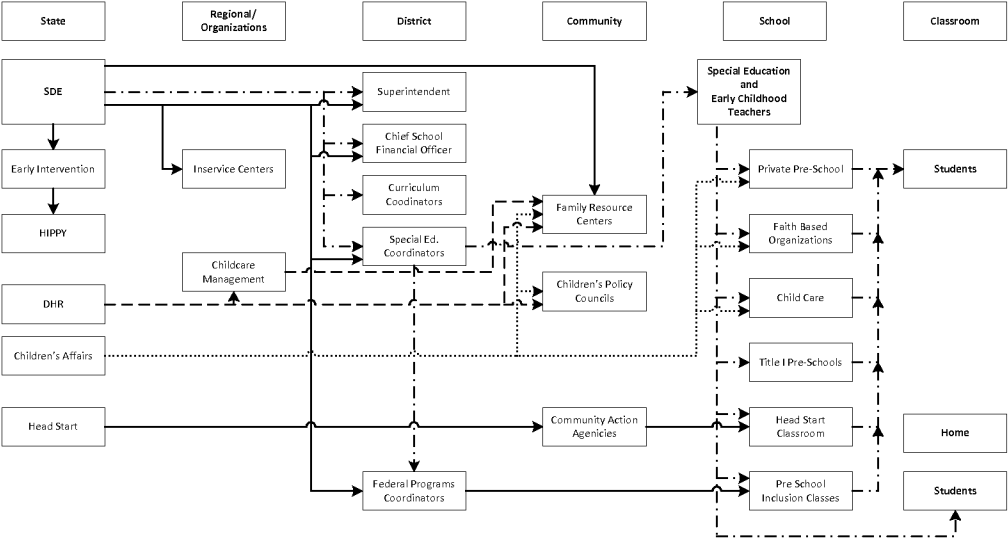 State
Regional/
Organizations
District
Community
School
Classroom
SDE
Superintendent
Special Education
and
Early Childhood
Teachers
Chief School
Financial Officer
Early Intervention
Inservice Centers
Private Pre-School
Students
Curriculum
Coodinators
Family Resource
Centers
HIPPY
Special Ed.
Coordinators
Faith Based
Organizations
Childcare
Management
DHR
Children's Policy
Councils
Child Care
Children's Affairs
Title I Pre-Schools
Head Start
Community Action
Agencies
Head Start
Classroom
Home
Federal Programs
Coordinators
Pre School
Inclusion Classes
Students